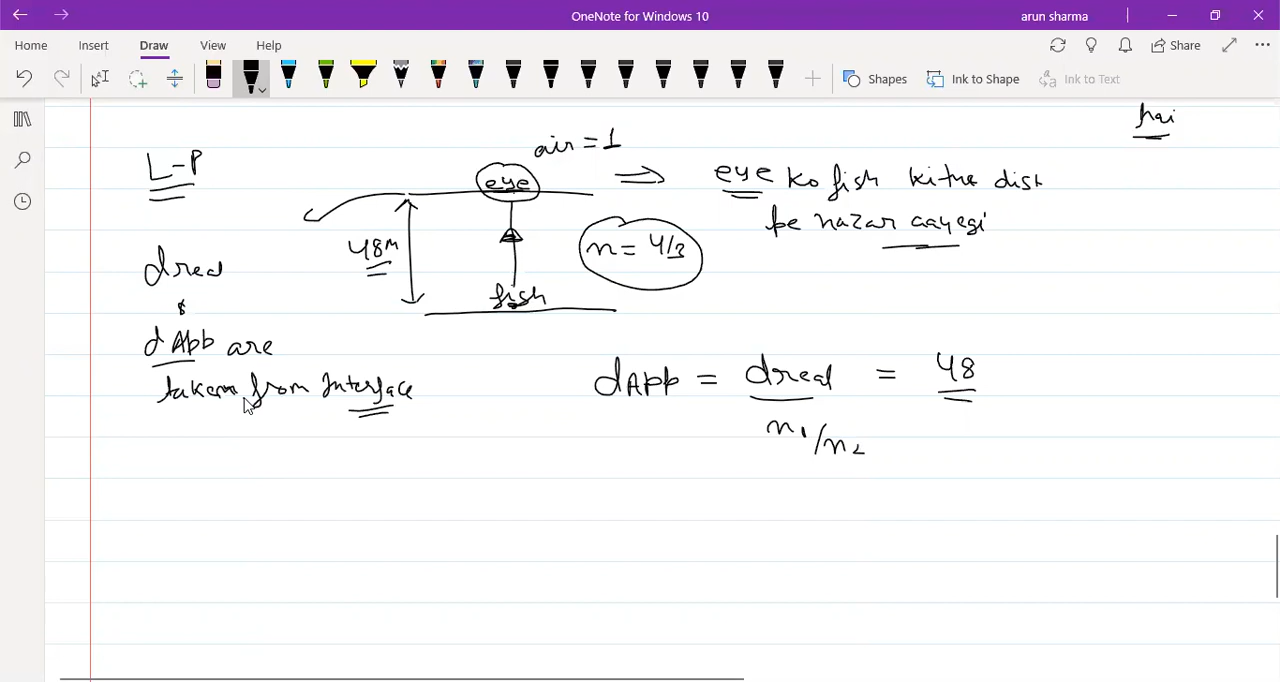 OneNote for Windows 10
arun sharma
Home Insert Draw View Help
Share
Shapes
Ink to Shape
Ink to Text
hai
L-P
air = 1
eye
eye ko fish kitne dist
pe nazar aayegi
48m
n = 4/3
fish
dreal
&
dApp are
taken from Interface
dApp = dreal = 48
n1/n2